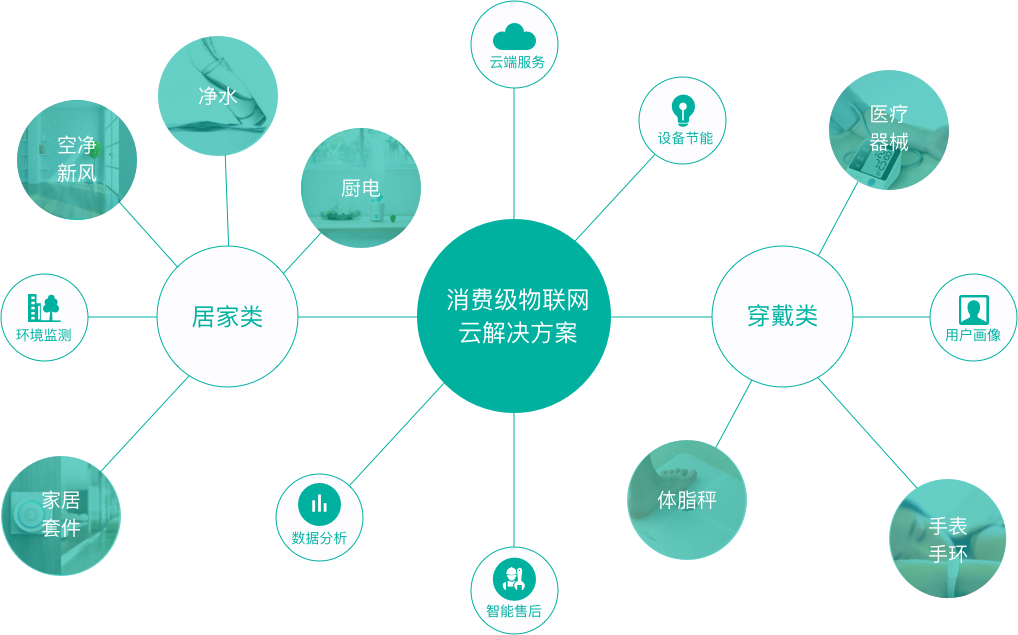 云端服务
净水
医疗
器械
设备节能
空净
新风
厨电
消费级物联网
云解决方案
居家类
穿戴类
环境监测
用户画像
家居
套件
体脂秤
手表
手环
数据分析
智能售后